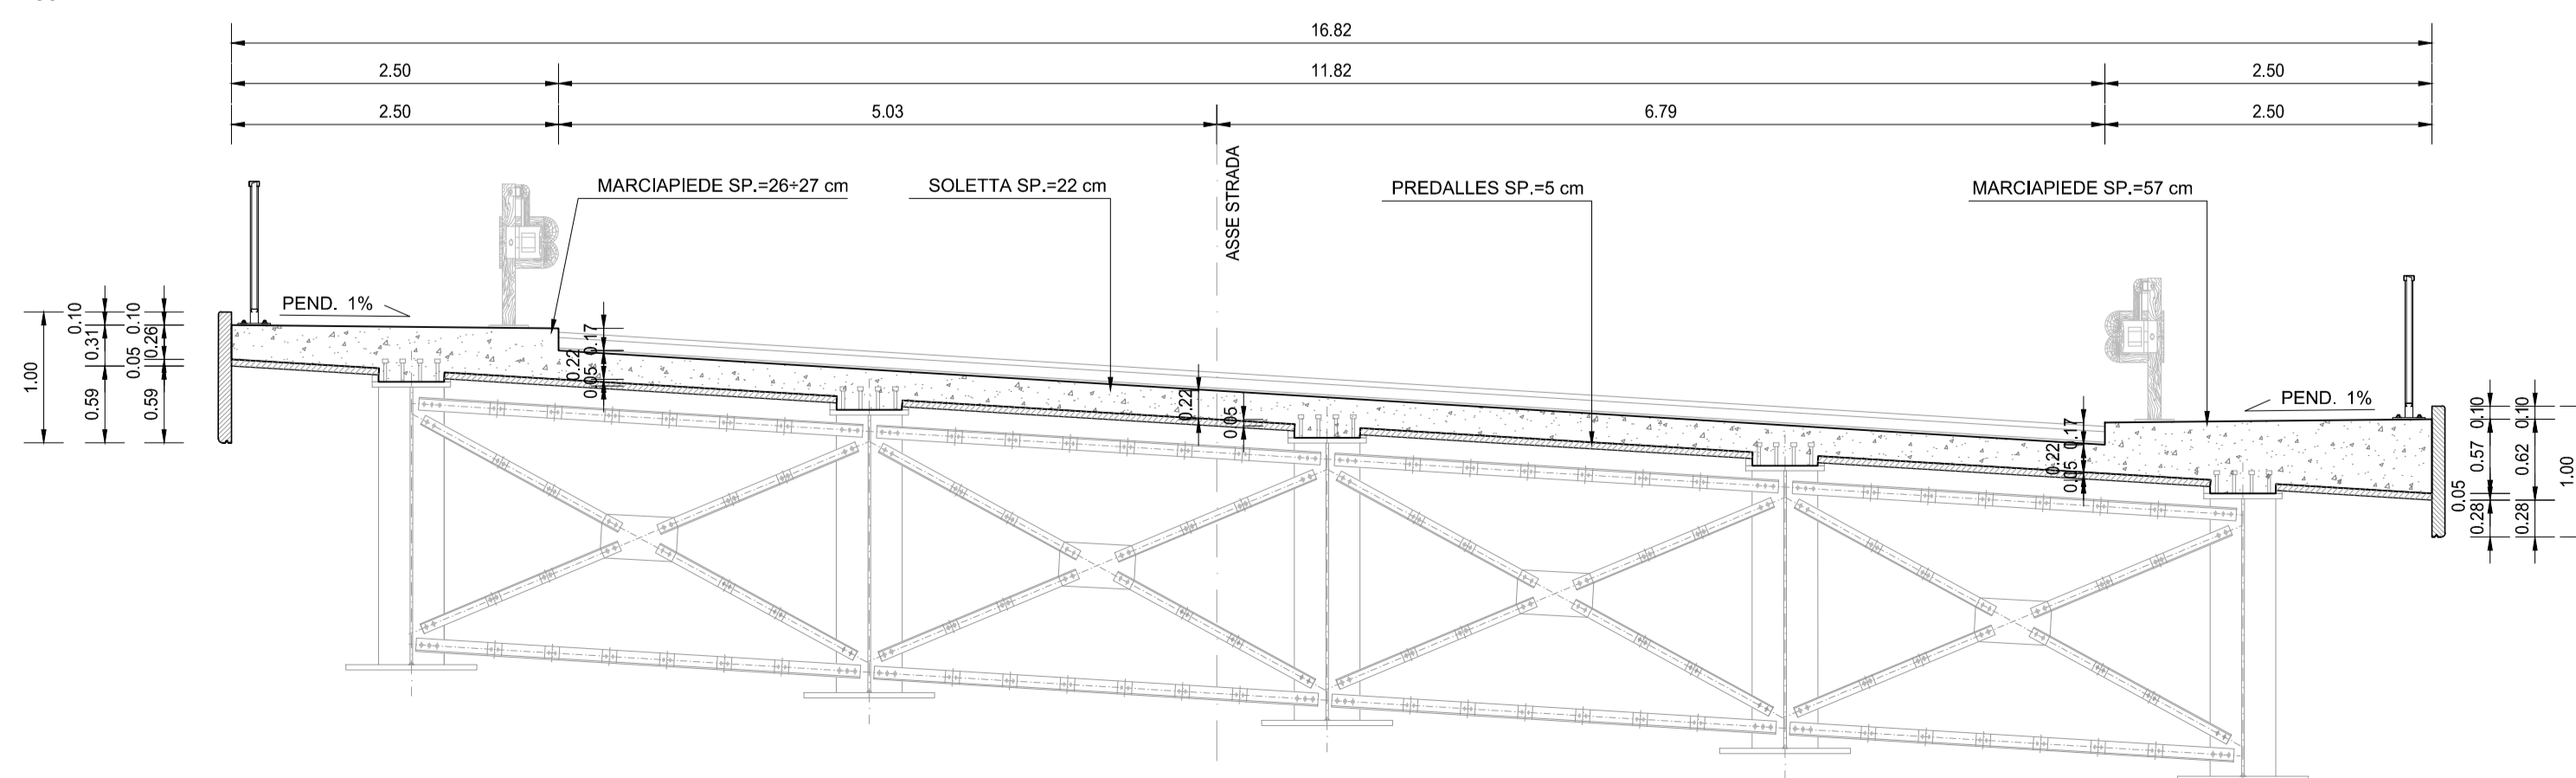 16.82
2.50 11.82 2.50
2.50 5.03 6.79 2.50
ASSE STRADA
MARCIAPIEDE SP.=26÷27 cm
SOLETTA SP.=22 cm
PREDALLES SP.=5 cm
MARCIAPIEDE SP.=57 cm
PEND. 1%
PEND. 1%
1.00
0.10
0.31
0.59
0.10
0.26
0.05
0.59
0.17
0.22
0.05
0.22
0.05
0.17
0.22
0.05
0.10
0.57
0.05
0.28
0.10
0.62
0.28
1.00